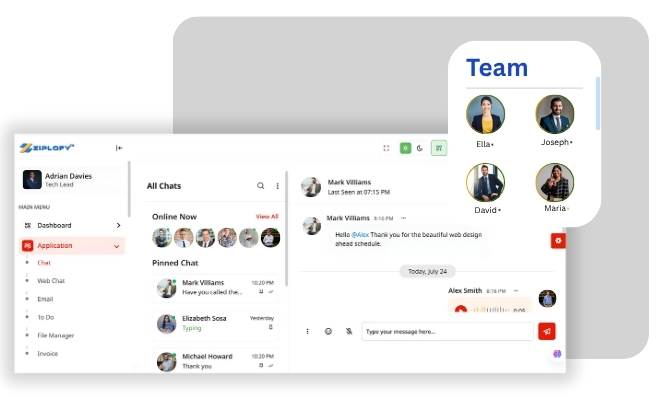 Team
Ella
Joseph
David
Maria
ZIPLOFY
Adrian Davies
Tech Lead
MAIN MENU
Dashboard
Application
Chat
Web Chat
Email
To Do
File Manager
Invoice
All Chats
Online Now
View All
Pinned Chat
Mark Villiams
10:20 PM
Have you called the...
Elizabeth Sosa
Yesterday
Typing
Michael Howard
10:20 PM
Thank you
Mark Villiams
Last Seen at 07:15 PM
Mark Villiams 8:16 PM
Hello @Alex Thank you for the beautiful web design
ahead schedule.
Today, July 24
Alex Smith 8:16 PM
0:05
Type your message here...